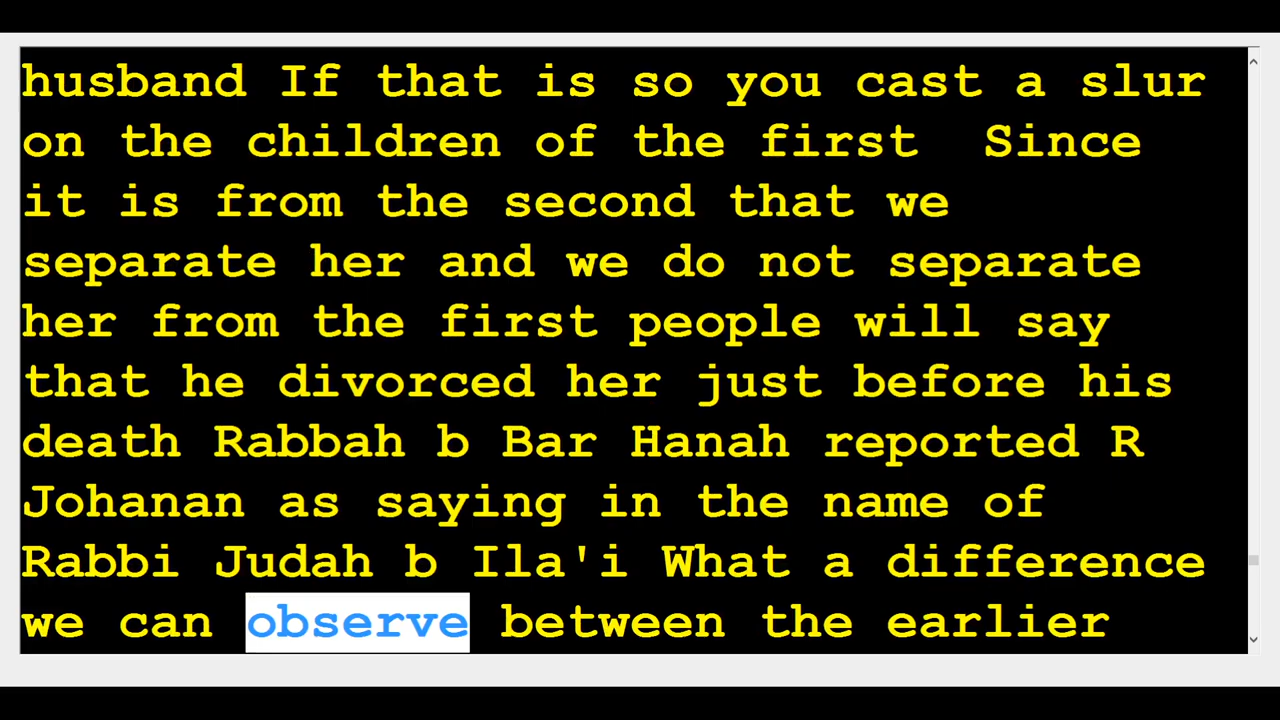 husband If that is so you cast a slur
on the children of the first  Since
it is from the second that we
separate her and we do not separate
her from the first people will say
that he divorced her just before his
death Rabbah b Bar Hanah reported R
Johanan as saying in the name of
Rabbi Judah b Ila'i What a difference
we can observe between the earlier